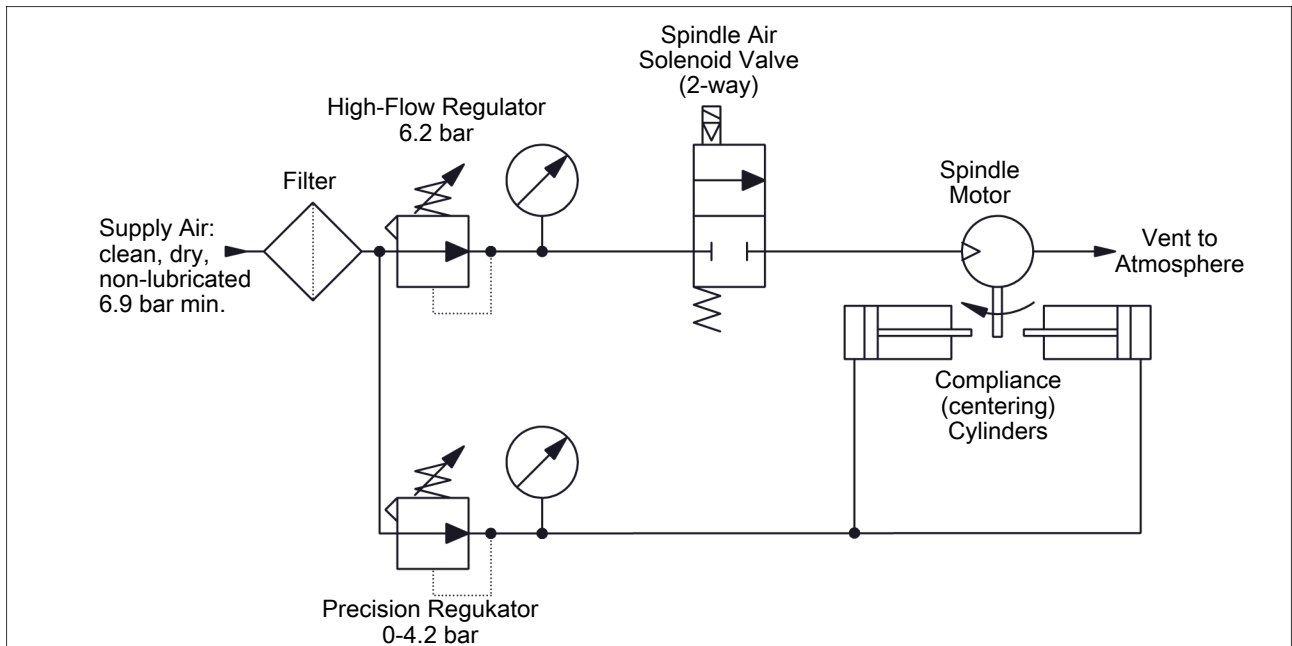 Spindle Air
Solenoid Valve
(2-way)
High-Flow Regulator
6.2 bar
Filter
Spindle
Motor
Supply Air:
clean, dry,
non-lubricated
6.9 bar min.
Vent to
Atmosphere
Compliance
(centering)
Cylinders
Precision Regukator
0-4.2 bar